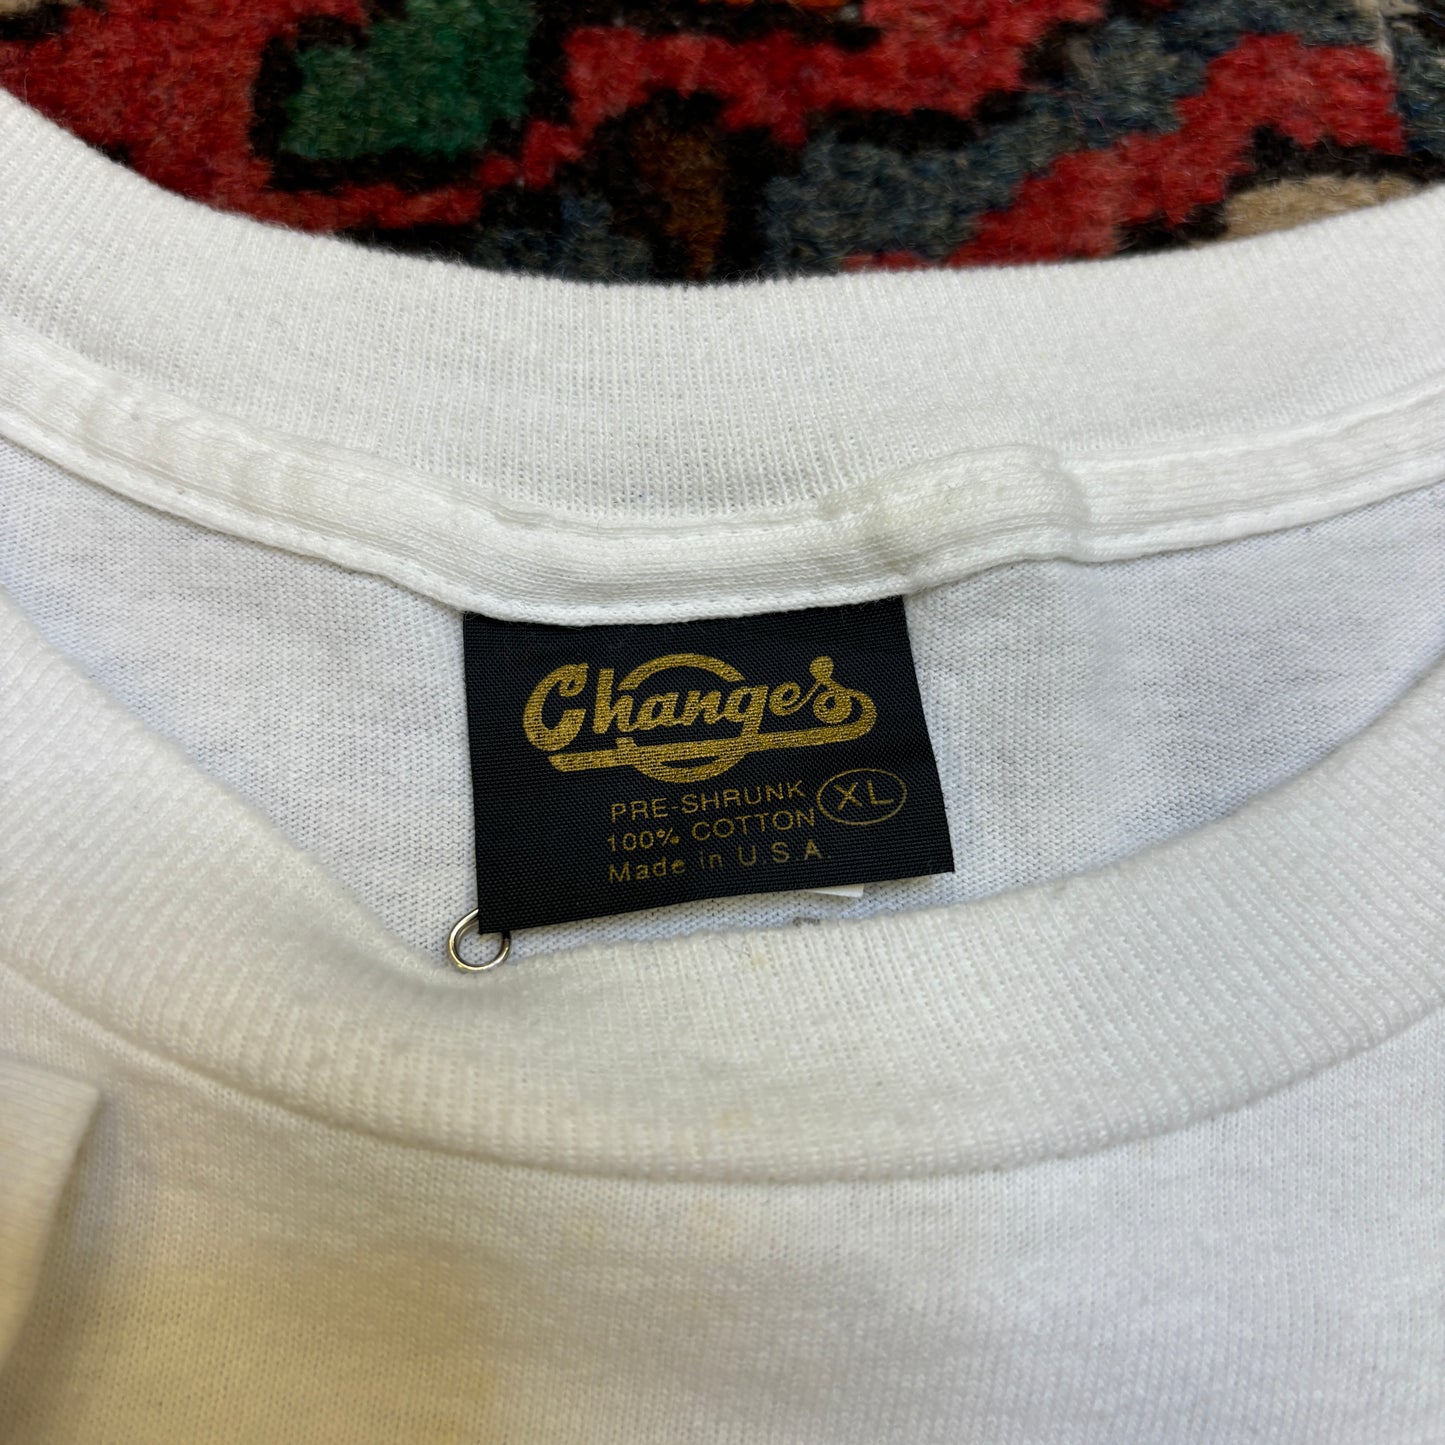 Changes
PRE-SHRUNK XL
100% COTTON
Made in U.S.A.